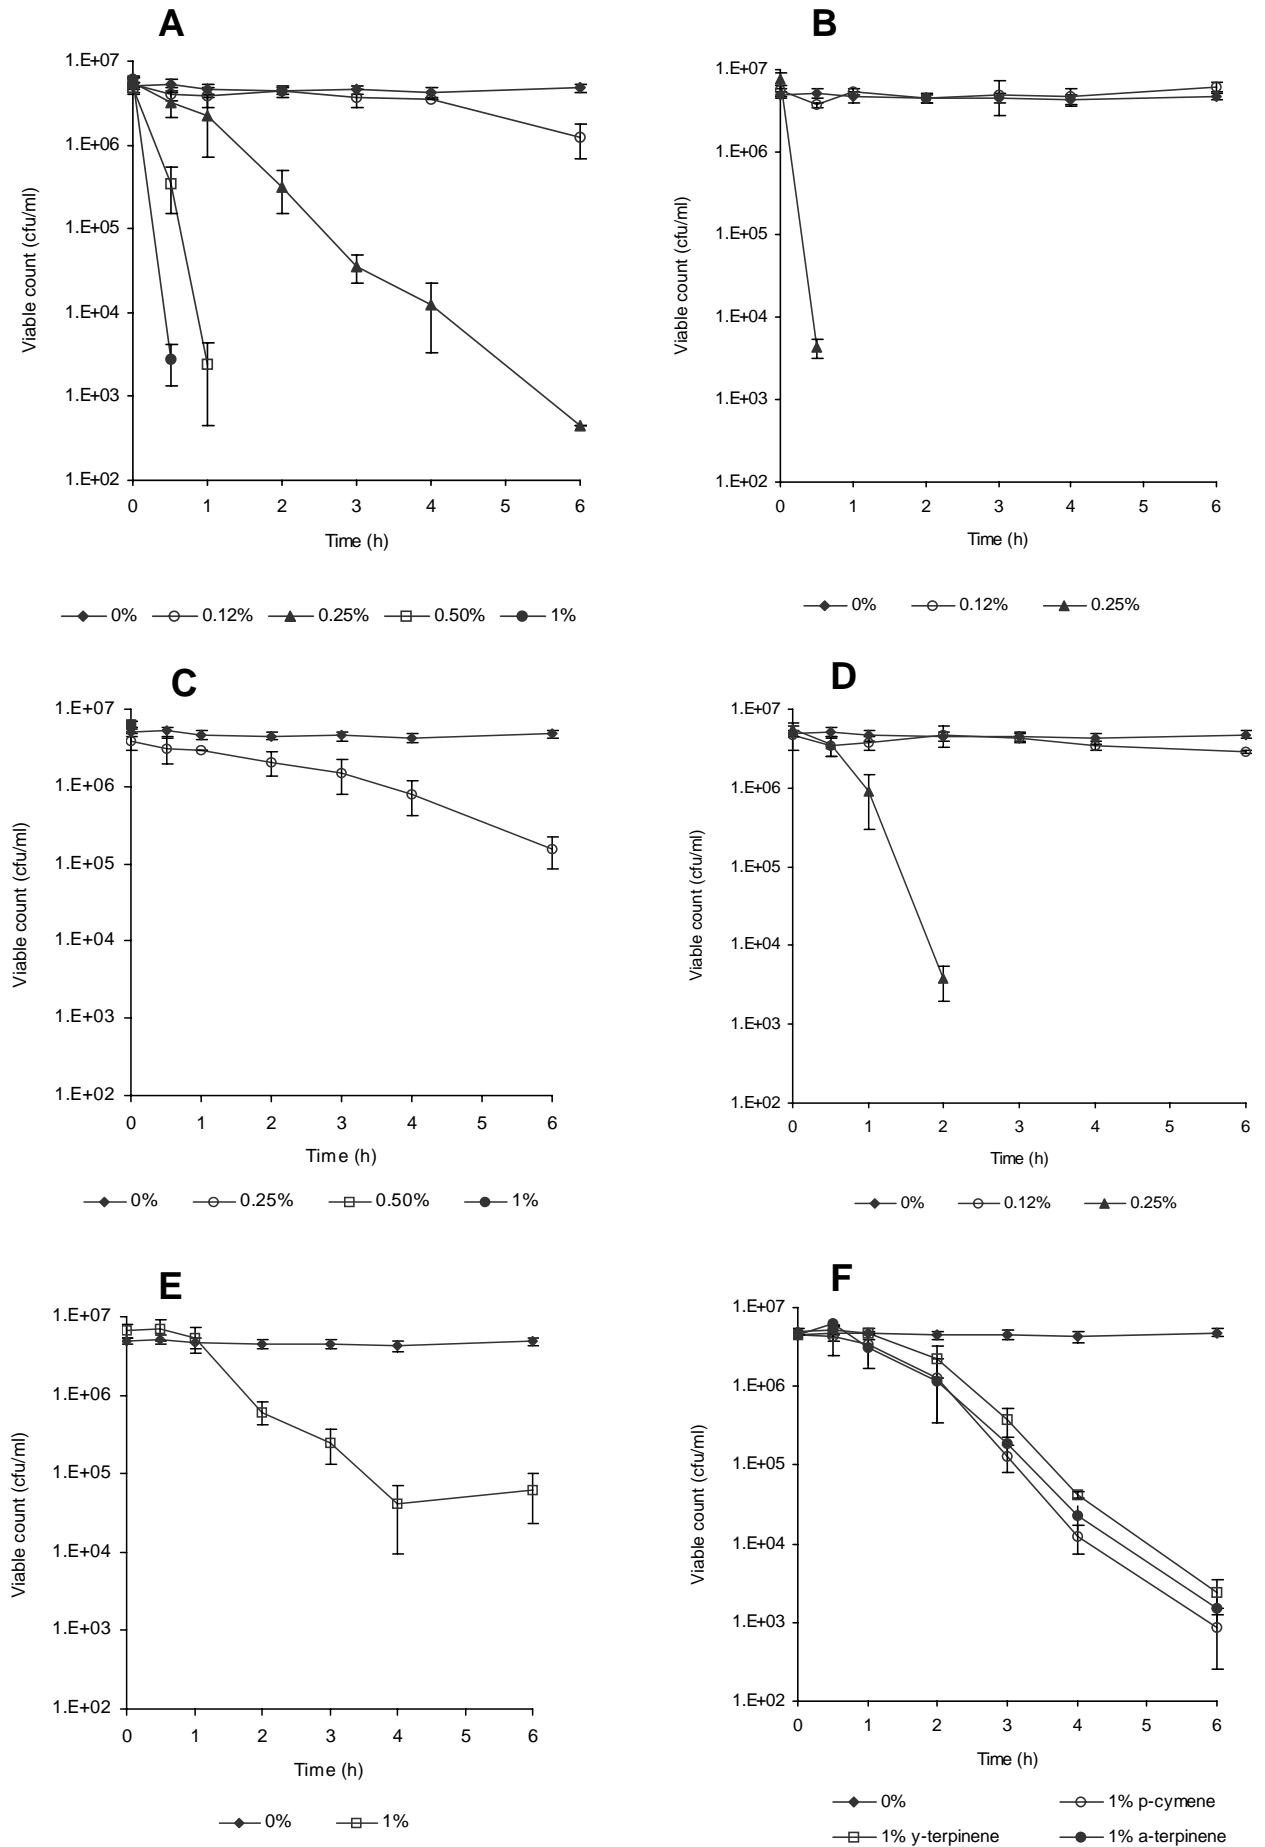 A
1.E+07
1.E+06
1.E+05
1.E+04
1.E+03
1.E+02
Viable count (cfu/ml)
0 1 2 3 4 5 6
Time (h)
0% 0.12% 0.25% 0.50% 1%
B
1.E+07
1.E+06
1.E+05
1.E+04
1.E+03
1.E+02
Viable count (cfu/ml)
0 1 2 3 4 5 6
Time (h)
0% 0.12% 0.25%
C
1.E+07
1.E+06
1.E+05
1.E+04
1.E+03
1.E+02
Viable count (cfu/ml)
0 1 2 3 4 5 6
Time (h)
0% 0.25% 0.50% 1%
D
1.E+07
1.E+06
1.E+05
1.E+04
1.E+03
1.E+02
Viable count (cfu/ml)
0 1 2 3 4 5 6
Time (h)
0% 0.12% 0.25%
E
1.E+07
1.E+06
1.E+05
1.E+04
1.E+03
1.E+02
Viable count (cfu/ml)
0 1 2 3 4 5 6
Time (h)
0% 1%
F
1.E+07
1.E+06
1.E+05
1.E+04
1.E+03
1.E+02
Viable count (cfu/ml)
0 1 2 3 4 5 6
Time (h)
0% 1% p-cymene
1% y-terpinene 1% a-terpinene